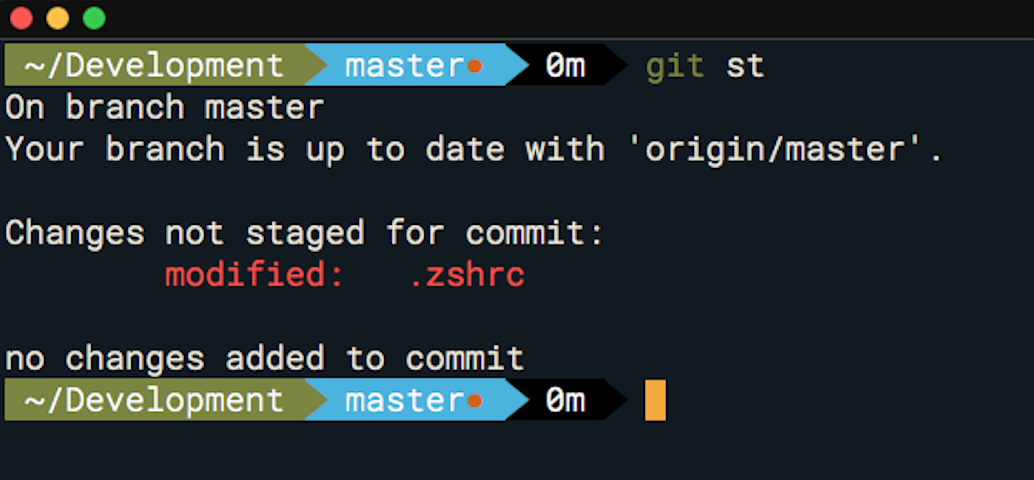 ~/Development master● 0m git st
On branch master
Your branch is up to date with 'origin/master'.
Changes not staged for commit:
modified: .zshrc
no changes added to commit
~/Development master● 0m